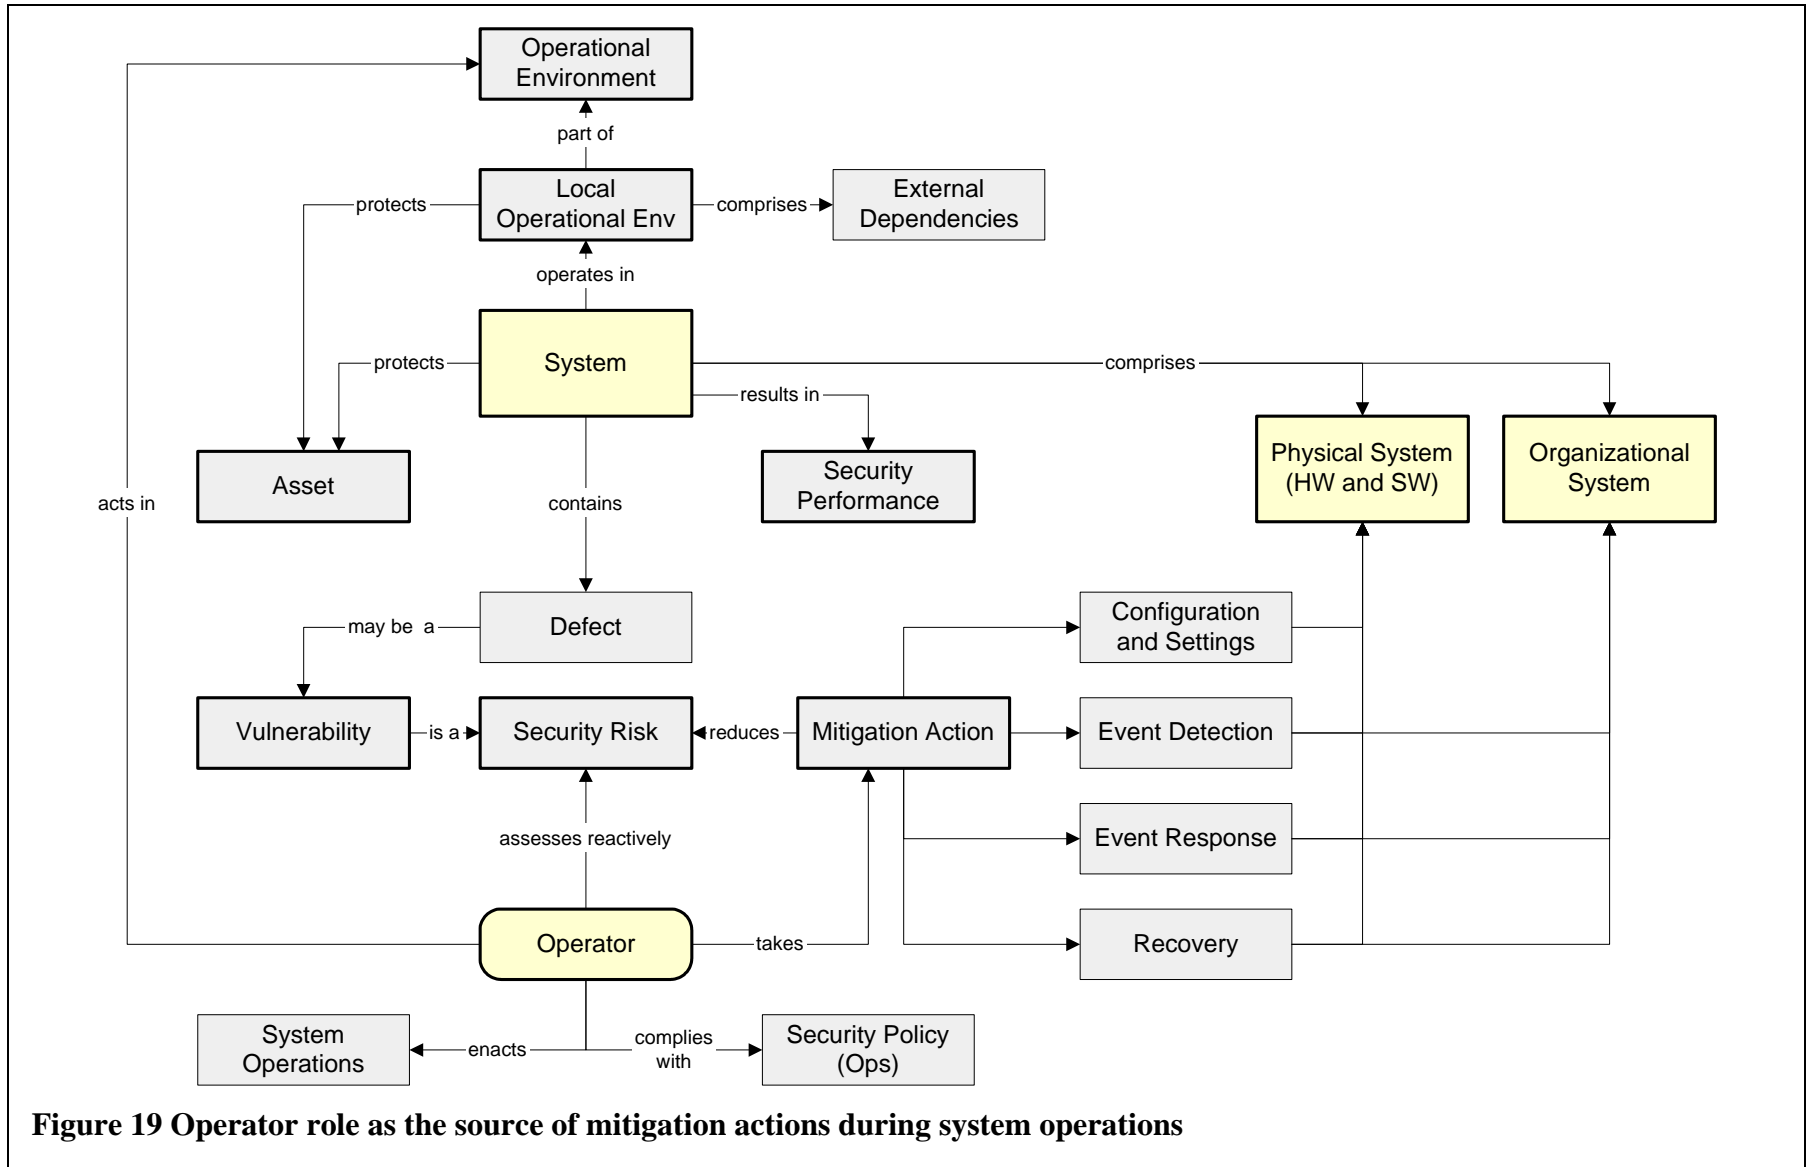 Operational
Environment
part of
Local
Operational Env
protects
comprises
External
Dependencies
operates in
System
protects
comprises
results in
Asset
Security
Performance
Physical System
(HW and SW)
Organizational
System
acts in
contains
Defect
may be  a
Configuration
and Settings
Vulnerability
is a
Security Risk
reduces
Mitigation Action
Event Detection
assesses reactively
Event Response
Operator
takes
Recovery
System
Operations
enacts
complies
with
Security Policy
(Ops)
Figure 19 Operator role as the source of mitigation actions during system operations